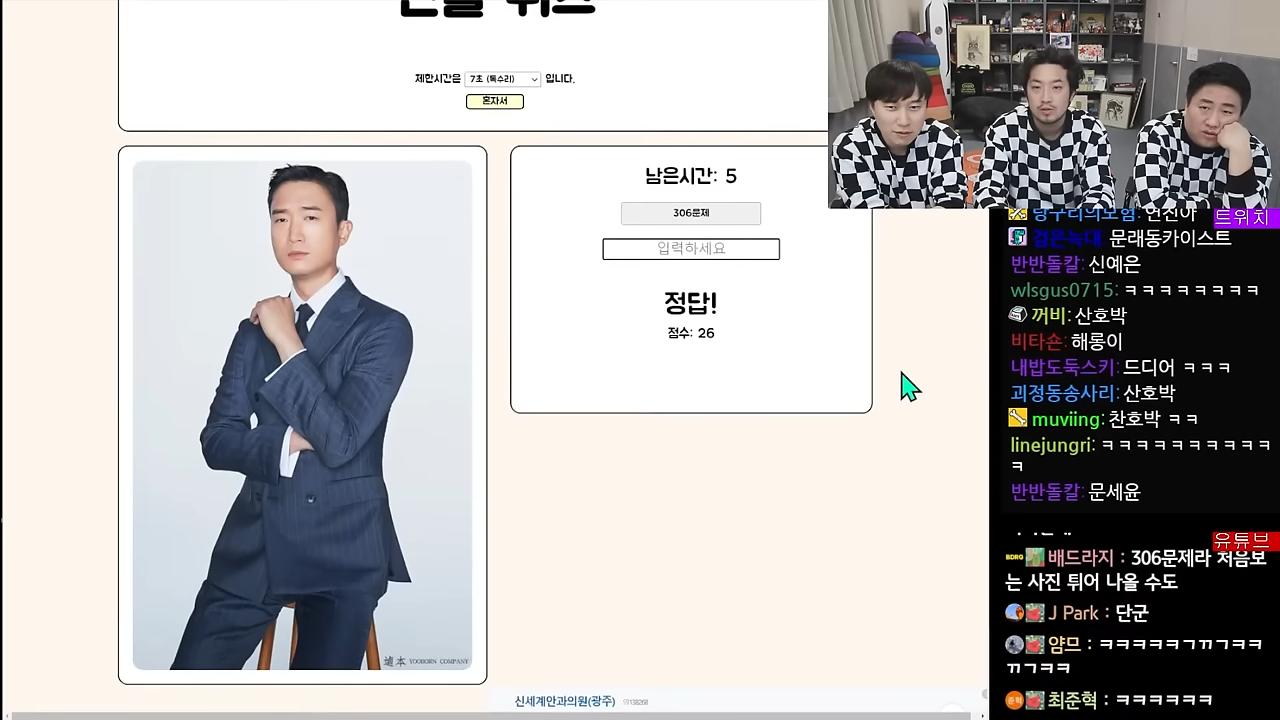 인물 퀴즈
제한시간은 7초 (독수리) 입니다.
혼자서
남은시간: 5
306문제
입력하세요
정답!
점수: 26
YOOBORN COMPANY
신세계안과의원(광주)
트위치
문래동카이스트
반반돌칼: 신예은
wlsgus0715: ㅋㅋㅋㅋㅋㅋㅋㅋ
꺼비: 산호박
비타숀: 해롱이
내밥도둑스키: 드디어 ㅋㅋㅋ
괴정동송사리: 산호박
muviing: 찬호박 ㅋㅋ
linejungri: ㅋㅋㅋㅋㅋㅋㅋㅋㅋㅋ
ㅋ
반반돌칼: 문세윤
유튜브
배드라지 : 306문제라 처음보
는 사진 튀어 나올 수도
J Park : 단군
얌므 : ㅋㅋㅋㅋㅋㄱㄲㄱㅋㅋ
ㄲㄱㅋㅋ
최준혁 : ㅋㅋㅋㅋㅋㅋ